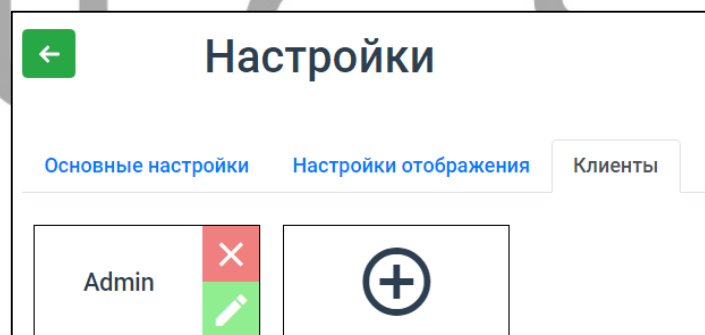 Настройки
Основные настройки Настройки отображения Клиенты
Admin